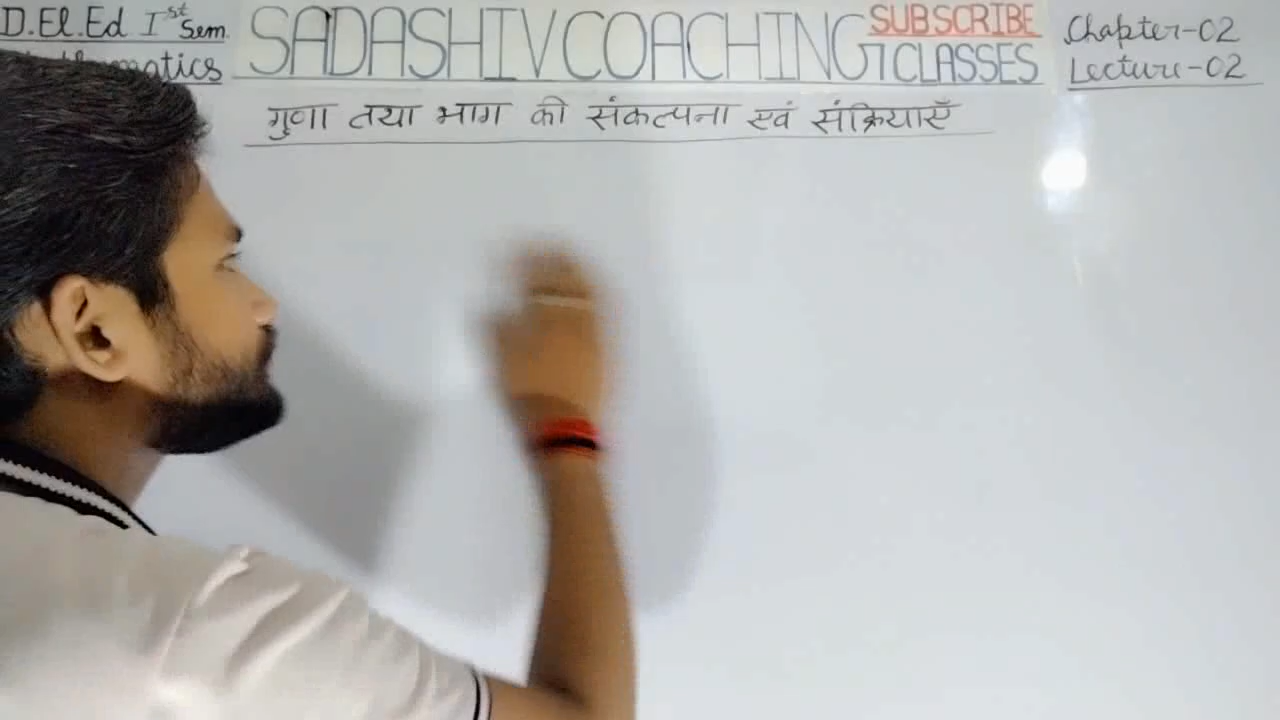 D.El.Ed Ist Sem.
SADASHIV COACHING CLASSES
SUBSCRIBE
Chapter-02
Lecture-02
गुणा तथा भाग की संकल्पना एवं संक्रियाएँ